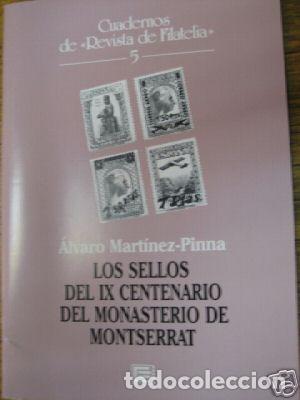 Cuadernos
de «Revista de Filatelia»
5
Álvaro Martínez-Pinna
LOS SELLOS
DEL IX CENTENARIO
DEL MONASTERIO DE
MONTSERRAT
todocoleccion.net